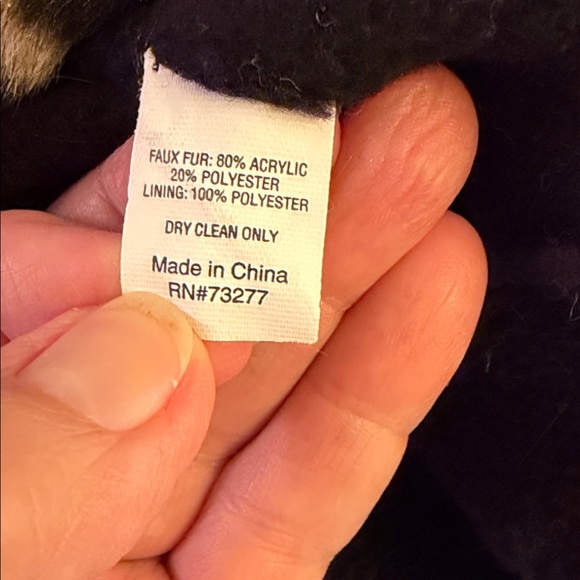 FAUX FUR: 80% ACRYLIC
20% POLYESTER
LINING: 100% POLYESTER
DRY CLEAN ONLY
Made in China
RN#73277